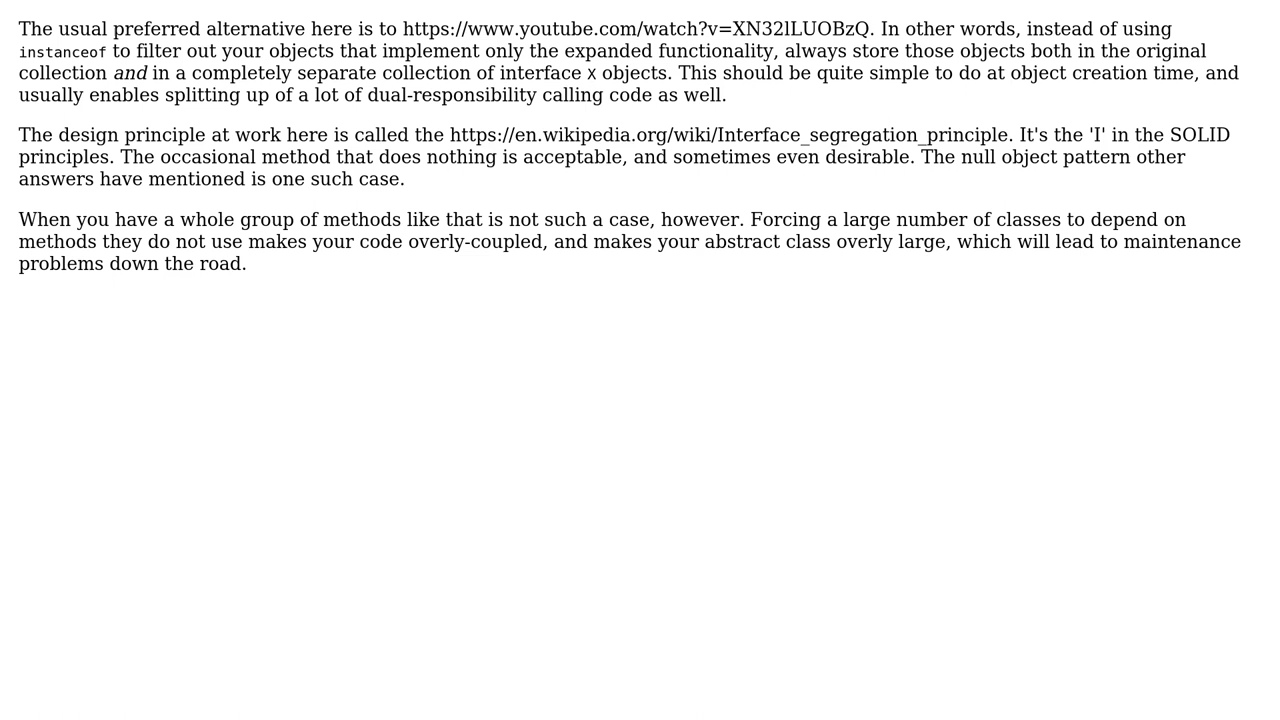 The usual preferred alternative here is to https://www.youtube.com/watch?v=XN32lLUOBzQ. In other words, instead of using
instanceof to filter out your objects that implement only the expanded functionality, always store those objects both in the original
collection and in a completely separate collection of interface X objects. This should be quite simple to do at object creation time, and
usually enables splitting up of a lot of dual-responsibility calling code as well.
The design principle at work here is called the https://en.wikipedia.org/wiki/Interface_segregation_principle. It's the 'I' in the SOLID
principles. The occasional method that does nothing is acceptable, and sometimes even desirable. The null object pattern other
answers have mentioned is one such case.
When you have a whole group of methods like that is not such a case, however. Forcing a large number of classes to depend on
methods they do not use makes your code overly-coupled, and makes your abstract class overly large, which will lead to maintenance
problems down the road.